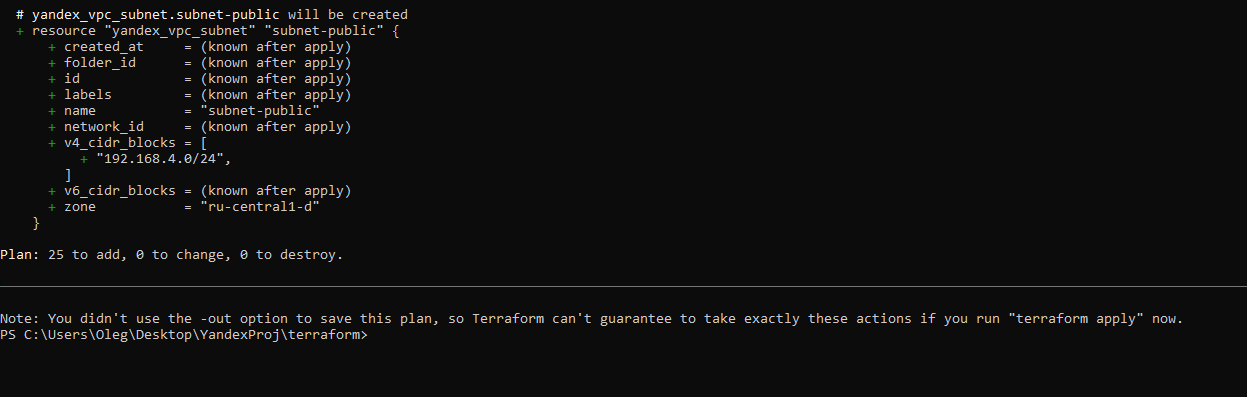 # yandex_vpc_subnet.subnet-public will be created
+ resource "yandex_vpc_subnet" "subnet-public" {
+ created_at = (known after apply)
+ folder_id = (known after apply)
+ id = (known after apply)
+ labels = (known after apply)
+ name = "subnet-public"
+ network_id = (known after apply)
+ v4_cidr_blocks = [
+ "192.168.4.0/24",
]
+ v6_cidr_blocks = (known after apply)
+ zone = "ru-central1-d"
}
Plan: 25 to add, 0 to change, 0 to destroy.
Note: You didn't use the -out option to save this plan, so Terraform can't guarantee to take exactly these actions if you run "terraform apply" now.
PS C:\Users\Oleg\Desktop\YandexProj\terraform>